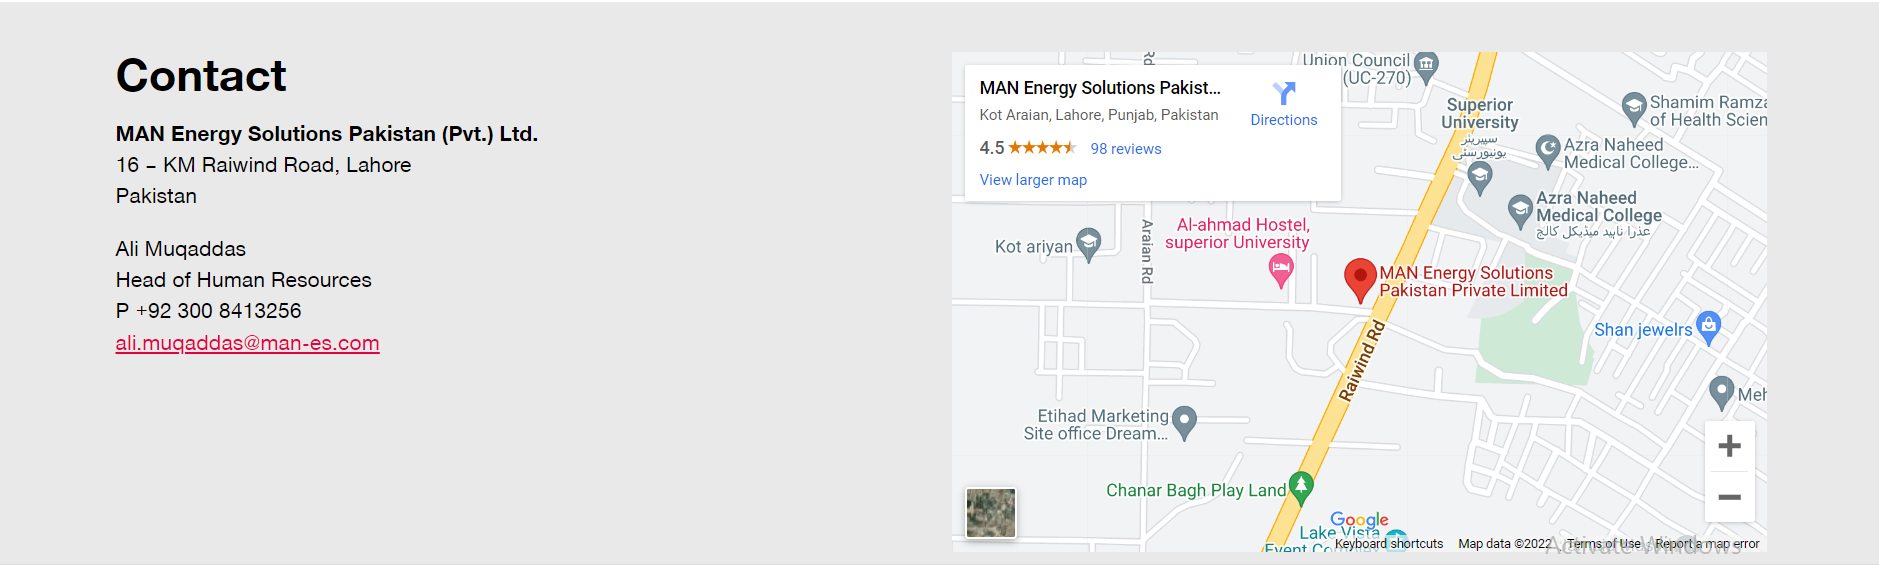 Contact
MAN Energy Solutions Pakistan (Pvt.) Ltd.
16 – KM Raiwind Road, Lahore
Pakistan
Ali Muqaddas
Head of Human Resources
P +92 300 8413256
ali.muqaddas@man-es.com
MAN Energy Solutions Pakist...
Kot Araian, Lahore, Punjab, Pakistan
4.5
98 reviews
View larger map
Directions
Rd
Union Council
(UC-270)
Superior
University
سپیرئر
یونیورسٹی
Shamim Ramza
of Health Scien
Azra Naheed
Medical College...
Azra Naheed
Medical College
عذرا ناہید میڈیکل کالج
Al-ahmad Hostel,
superior University
Kot ariyan
Araian Rd
MAN Energy Solutions
Pakistan Private Limited
Shan jewelrs
Raiwind Rd
Meh
Etihad Marketing
Site office Dream...
Chanar Bagh Play Land
Google
Lake Vista
Event Complex
Keyboard shortcuts
Map data ©2022
Terms of Use
Report a map error
Activate Windows